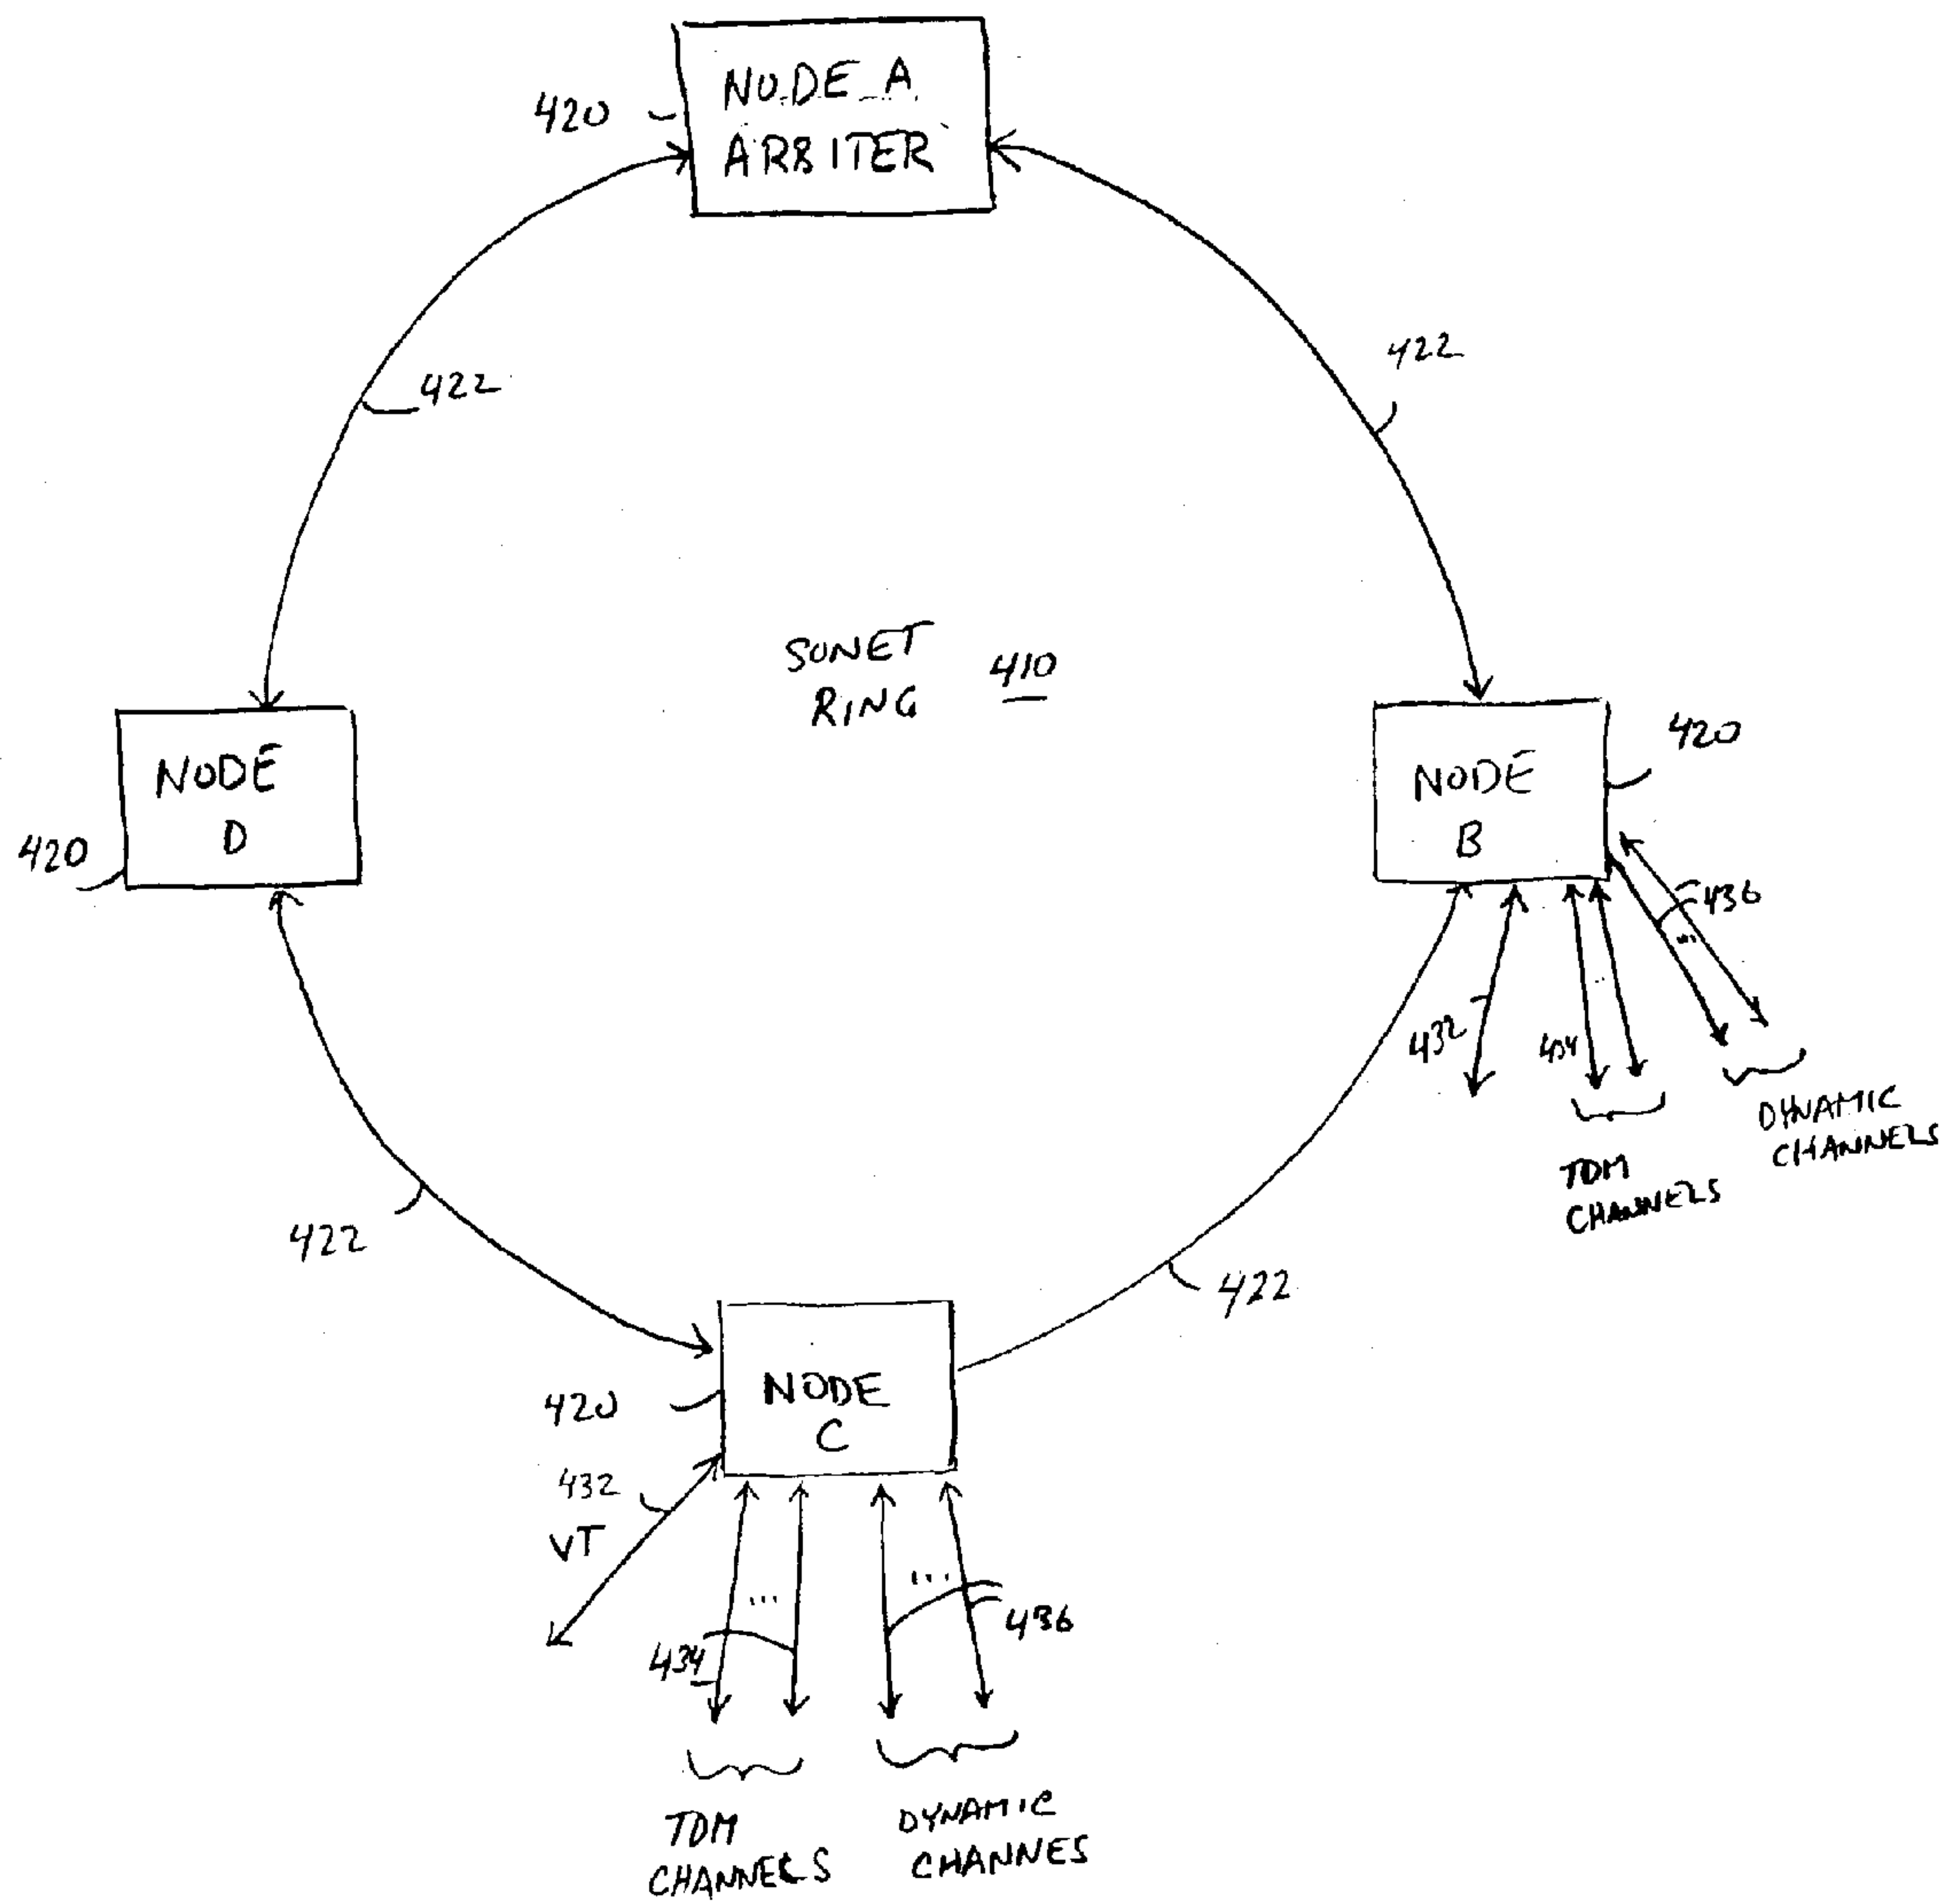 NODE A
ARBITER
420
422
422
SONET
RING
410
NODE
D
420
NODE
B
420
436
432
434
DYNAMIC
CHANNELS
TDM
CHANNELS
422
422
NODE
C
420
432
VT
...
...
434
436
TDM
CHANNELS
DYNAMIC
CHANNES